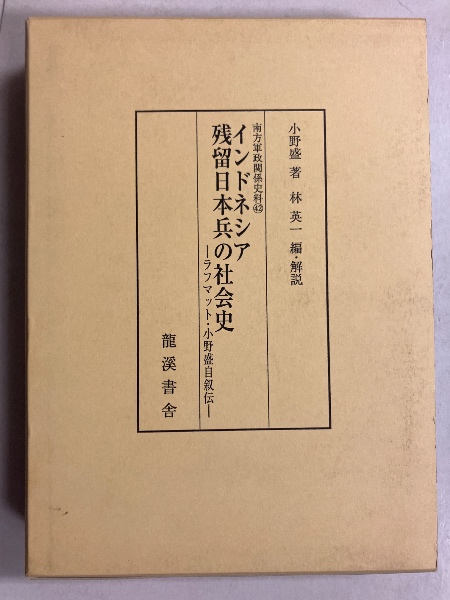 小野盛 著 林英一 編・解説
南方軍政関係史料㊷
インドネシア
残留日本兵の社会史
―ラフマット・小野盛自叙伝―
龍溪書舎